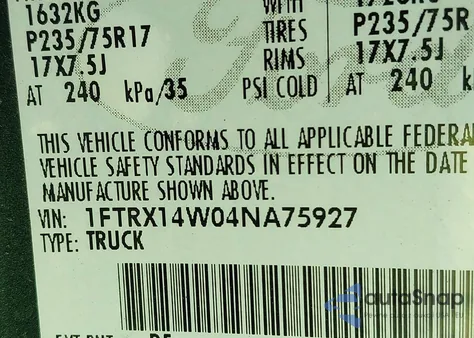 1632KG WITH
P235/75R17 TIRES P235/75R
17X7.5J RIMS 17X7.5J
AT 240 kPa/35 PSI COLD AT 240 k
THIS VEHICLE CONFORMS TO ALL APPLICABLE FEDERA
VEHICLE SAFETY STANDARDS IN EFFECT ON THE DATE
MANUFACTURE SHOWN ABOVE.
VIN: 1FTRX14W04NA75927
TYPE: TRUCK
autoSnap